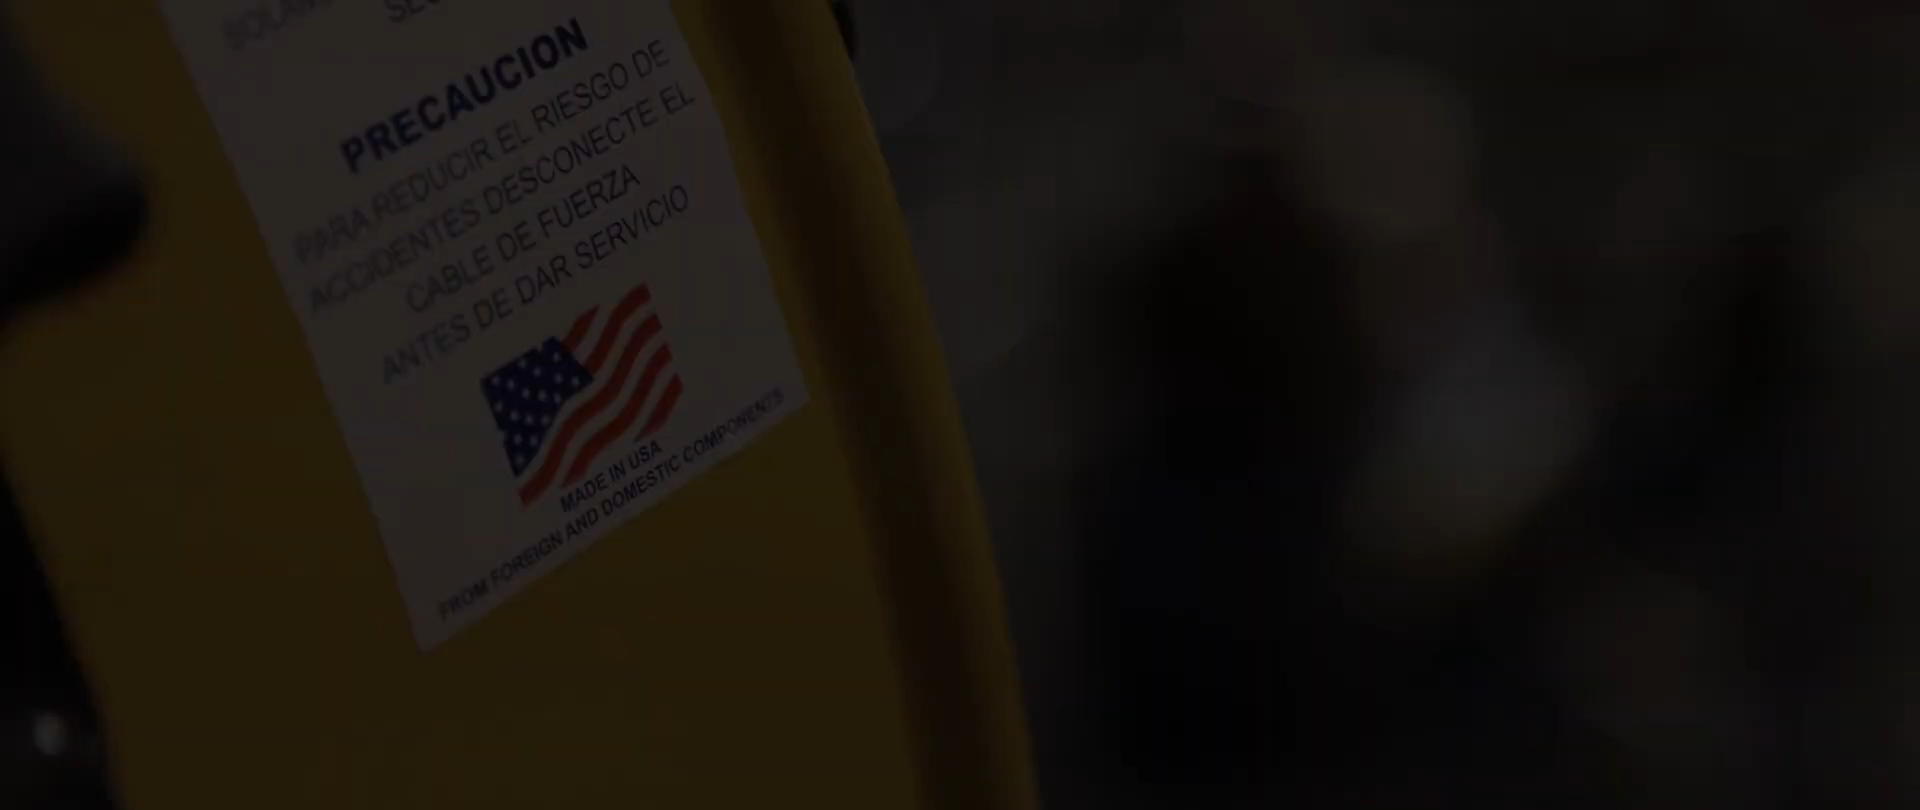 PRECAUCION
PARA REDUCIR EL RIESGO DE
ACCIDENTES DESCONECTE EL
CABLE DE FUERZA
ANTES DE DAR SERVICIO
MADE IN USA
FROM FOREIGN AND DOMESTIC COMPONENTS